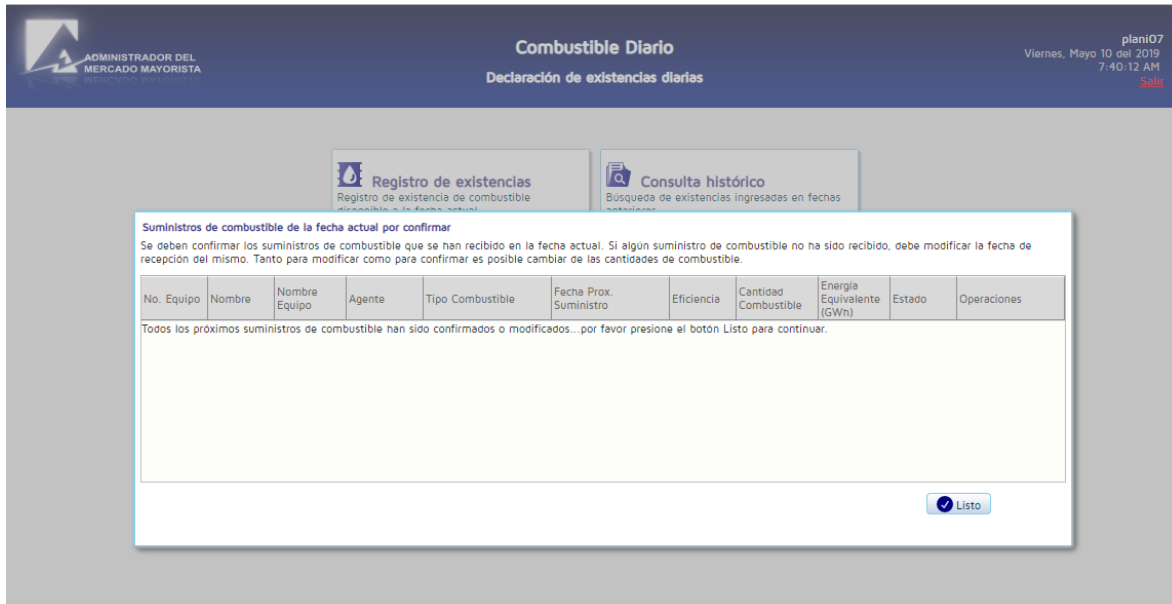 ADMINISTRADOR DEL
MERCADO MAYORISTA
Combustible Diario
Declaración de existencias diarias
plani07
Viernes, Mayo 10 del 2019
7:40:12 AM
Salir
Registro de existencias
Registro de existencia de combustible
disponible a la fecha actual
Consulta histórico
Búsqueda de existencias ingresadas en fechas
anteriores
Suministros de combustible de la fecha actual por confirmar
Se deben confirmar los suministros de combustible que se han recibido en la fecha actual. Si algún suministro de combustible no ha sido recibido, debe modificar la fecha de
recepción del mismo. Tanto para modificar como para confirmar es posible cambiar de las cantidades de combustible.
No. Equipo
Nombre
Nombre
Equipo
Agente
Tipo Combustible
Fecha Prox.
Suministro
Eficiencia
Cantidad
Combustible
Energía
Equivalente
(GWh)
Estado
Operaciones
Todos los próximos suministros de combustible han sido confirmados o modificados...por favor presione el botón Listo para continuar.
Listo